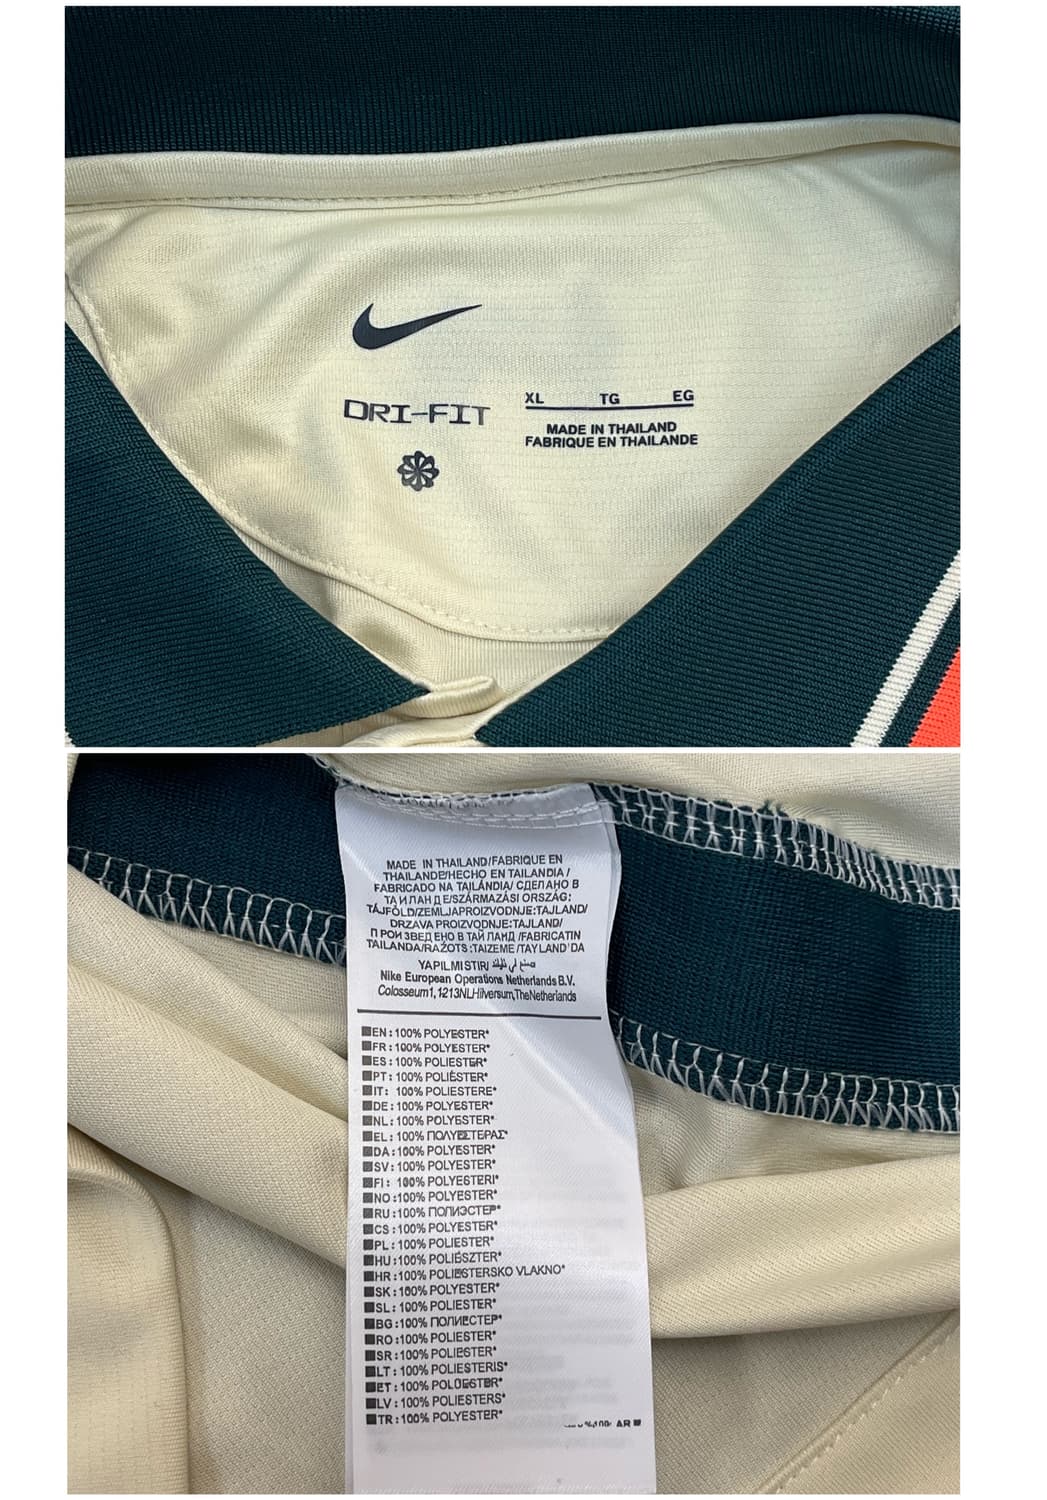 DRI-FIT
XL TG EG
MADE IN THAILAND
FABRIQUE EN THAILANDE
MADE IN THAILAND/FABRIQUE EN
THAILANDE/HECHO EN TAILANDIA /
FABRICADO NA TAILÁNDIA/ СДЕЛАНО В
ТАИЛАНДЕ/SZÁRMAZÁSI ORSZÁG:
TÁJFÖLD/ZEMLJAPROIZVODNJE:TAJLAND/
DRZAVA PROIZVODNJE:TAJLAND/
ПРОИЗВЕДЕНО В ТАЙЛАНД /FABRICATIN
TAILANDA/RAŽOTS :TAIZEME /TAYLAND'DA
YAPILMISTIR/
Nike European Operations Netherlands B.V.
Colosseum1, 1213NLHilversum,TheNetherlands
EN : 100% POLYESTER*
FR : 100% POLYESTER*
ES : 100% POLIESTER*
PT : 100% POLIÉSTER*
IT : 100% POLIESTERE*
DE : 100% POLYESTER*
NL : 100% POLYESTER*
EL : 100% ΠΟΛΥΕΣΤΕΡΑΣ*
DA : 100% POLYESTER*
SV : 100% POLYESTER*
FI : 100% POLYESTERI*
NO :100% POLYESTER*
RU :100% ПОЛИЭСТЕР*
CS : 100% POLYESTER*
PL : 100% POLIESTER*
HU :100% POLIÉSZTER*
HR :100% POLIESTERSKO VLAKNO*
SK : 100% POLYESTER*
SL : 100% POLIESTER*
BG :100% ПОЛИЕСТЕР*
RO :100% POLIESTER*
SR :100% POLIESTER*
LT : 100% POLIESTERIS*
ET : 100%
LV : 100% POLIESTERS*
TR :100% POLYESTER*
AR